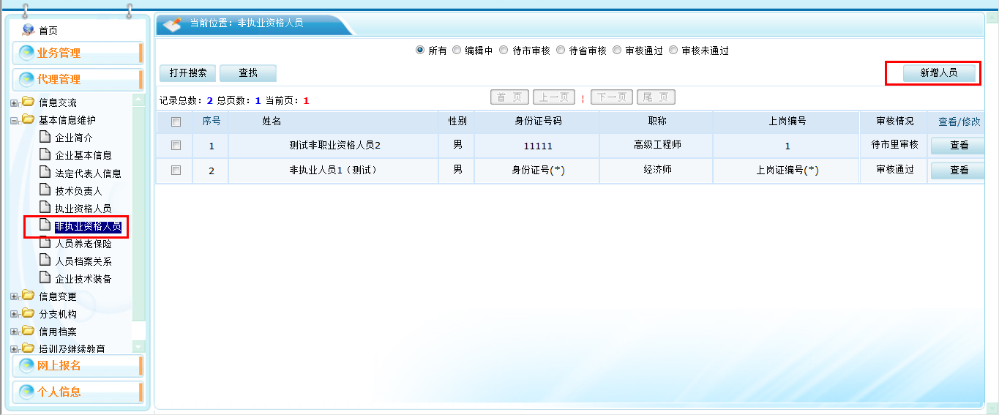 首页
业务管理
代理管理
信息交流
基本信息维护
企业简介
企业基本信息
法定代表人信息
技术负责人
执业资格人员
非执业资格人员
人员养老保险
人员档案关系
企业技术装备
信息变更
分支机构
信用档案
培训及继续教育
网上报名
个人信息
当前位置：非执业资格人员
所有 编辑中 待市审核 待省审核 审核通过 审核未通过
打开搜索 查找 新增人员
记录总数：2 总页数：1 当前页：1 首 页 上一页 ¦ 下一页 尾 页
序号 姓名 性别 身份证号码 职称 上岗编号 审核情况 查看/修改
1 测试非职业资格人员2 男 11111 高级工程师 1 待市里审核 查看
2 非执业人员1（测试） 男 身份证号(*) 经济师 上岗证编号(*) 审核通过 查看